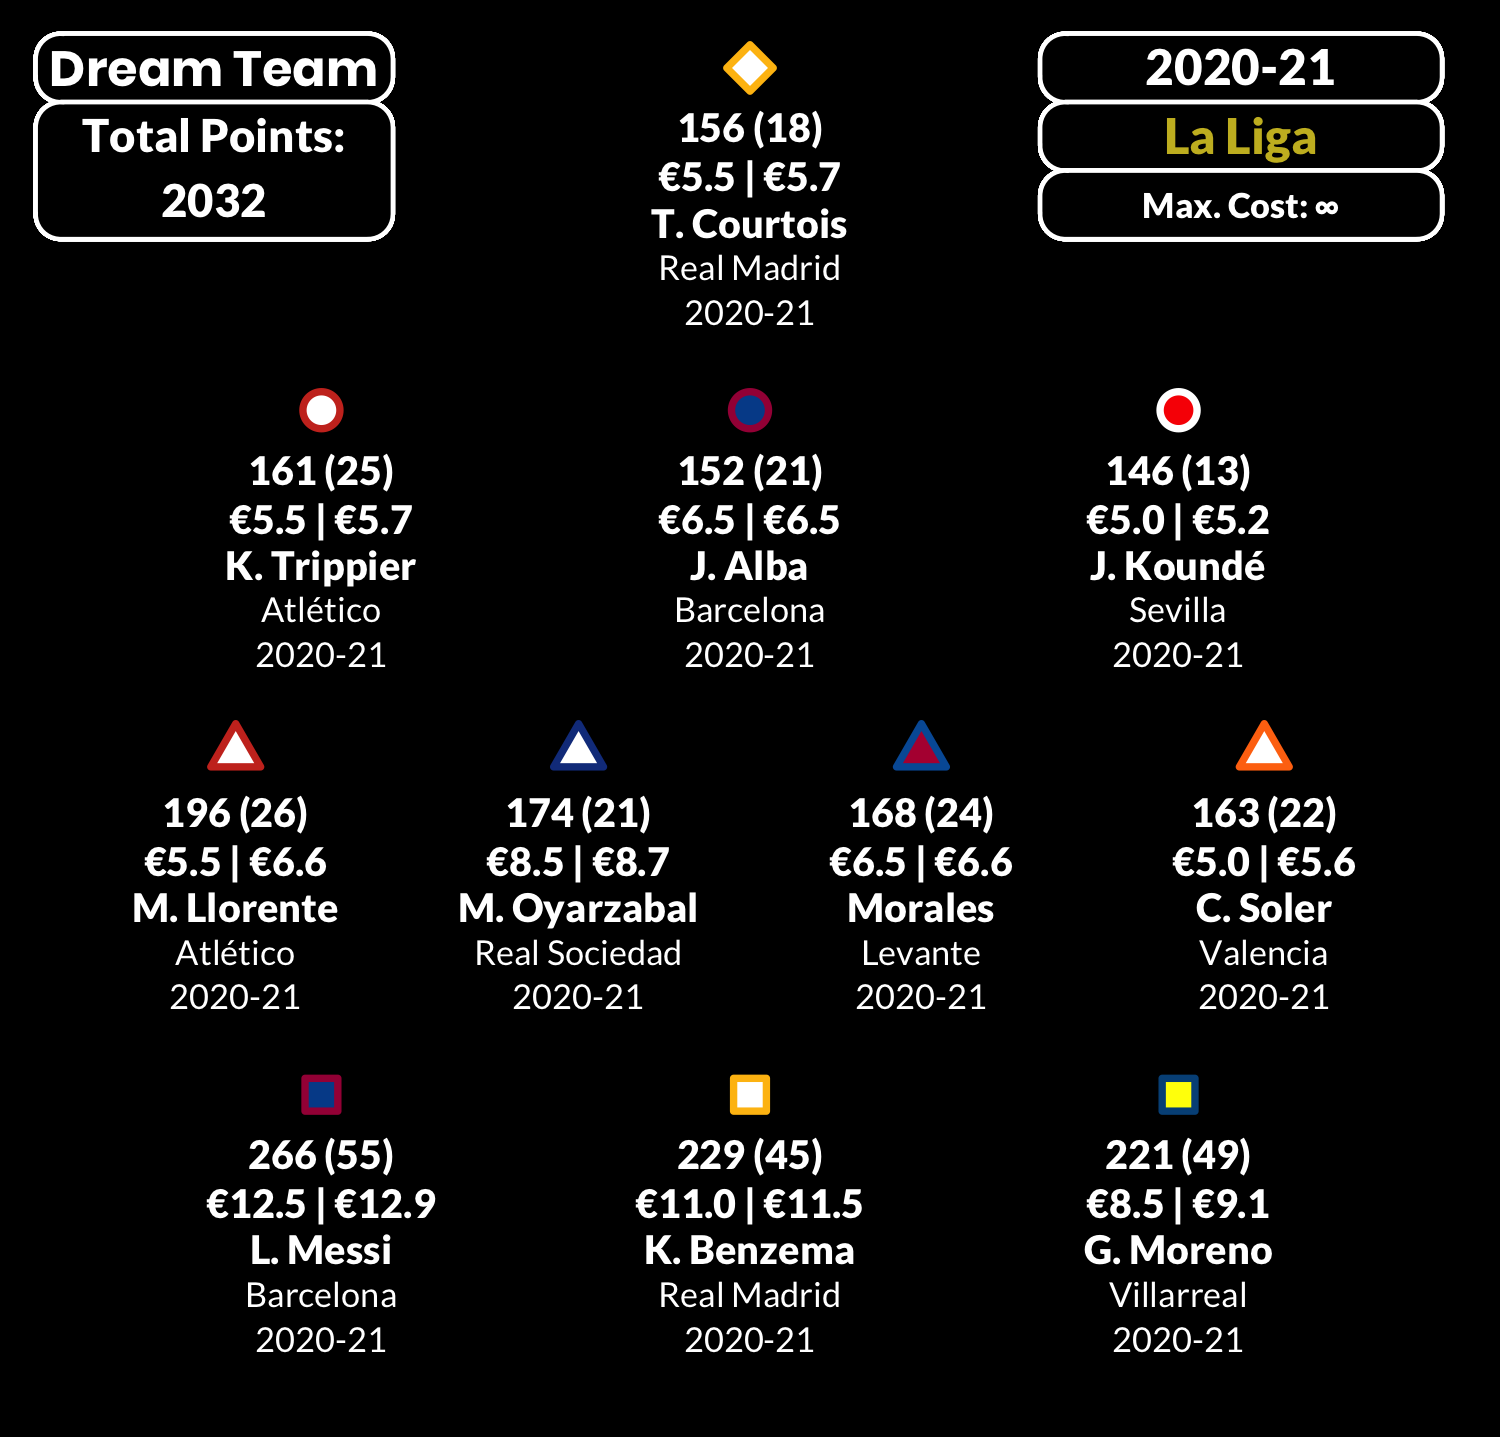 Dream Team
Total Points:
2032
2020-21
La Liga
Max. Cost: ∞
156 (18)
€5.5 | €5.7
T. Courtois
Real Madrid
2020-21
161 (25)
€5.5 | €5.7
K. Trippier
Atlético
2020-21
152 (21)
€6.5 | €6.5
J. Alba
Barcelona
2020-21
146 (13)
€5.0 | €5.2
J. Koundé
Sevilla
2020-21
196 (26)
€5.5 | €6.6
M. Llorente
Atlético
2020-21
174 (21)
€8.5 | €8.7
M. Oyarzabal
Real Sociedad
2020-21
168 (24)
€6.5 | €6.6
Morales
Levante
2020-21
163 (22)
€5.0 | €5.6
C. Soler
Valencia
2020-21
266 (55)
€12.5 | €12.9
L. Messi
Barcelona
2020-21
229 (45)
€11.0 | €11.5
K. Benzema
Real Madrid
2020-21
221 (49)
€8.5 | €9.1
G. Moreno
Villarreal
2020-21